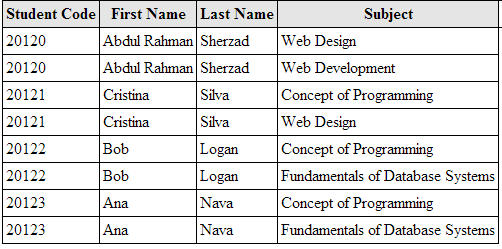 Student Code First Name Last Name Subject
20120 Abdul Rahman Sherzad Web Design
20120 Abdul Rahman Sherzad Web Development
20121 Cristina Silva Concept of Programming
20121 Cristina Silva Web Design
20122 Bob Logan Concept of Programming
20122 Bob Logan Fundamentals of Database Systems
20123 Ana Nava Concept of Programming
20123 Ana Nava Fundamentals of Database Systems